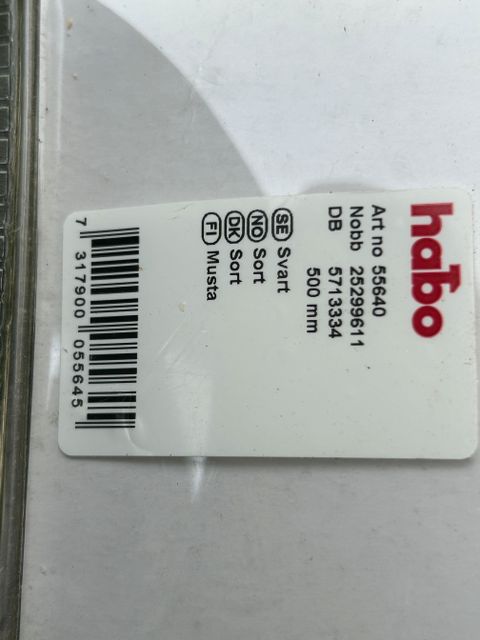 habo
Art no 55640
Nobb 25299611
DB 5713334
500 mm
SE Svart
NO Sort
DK Sort
FI Musta
7 317900 055645